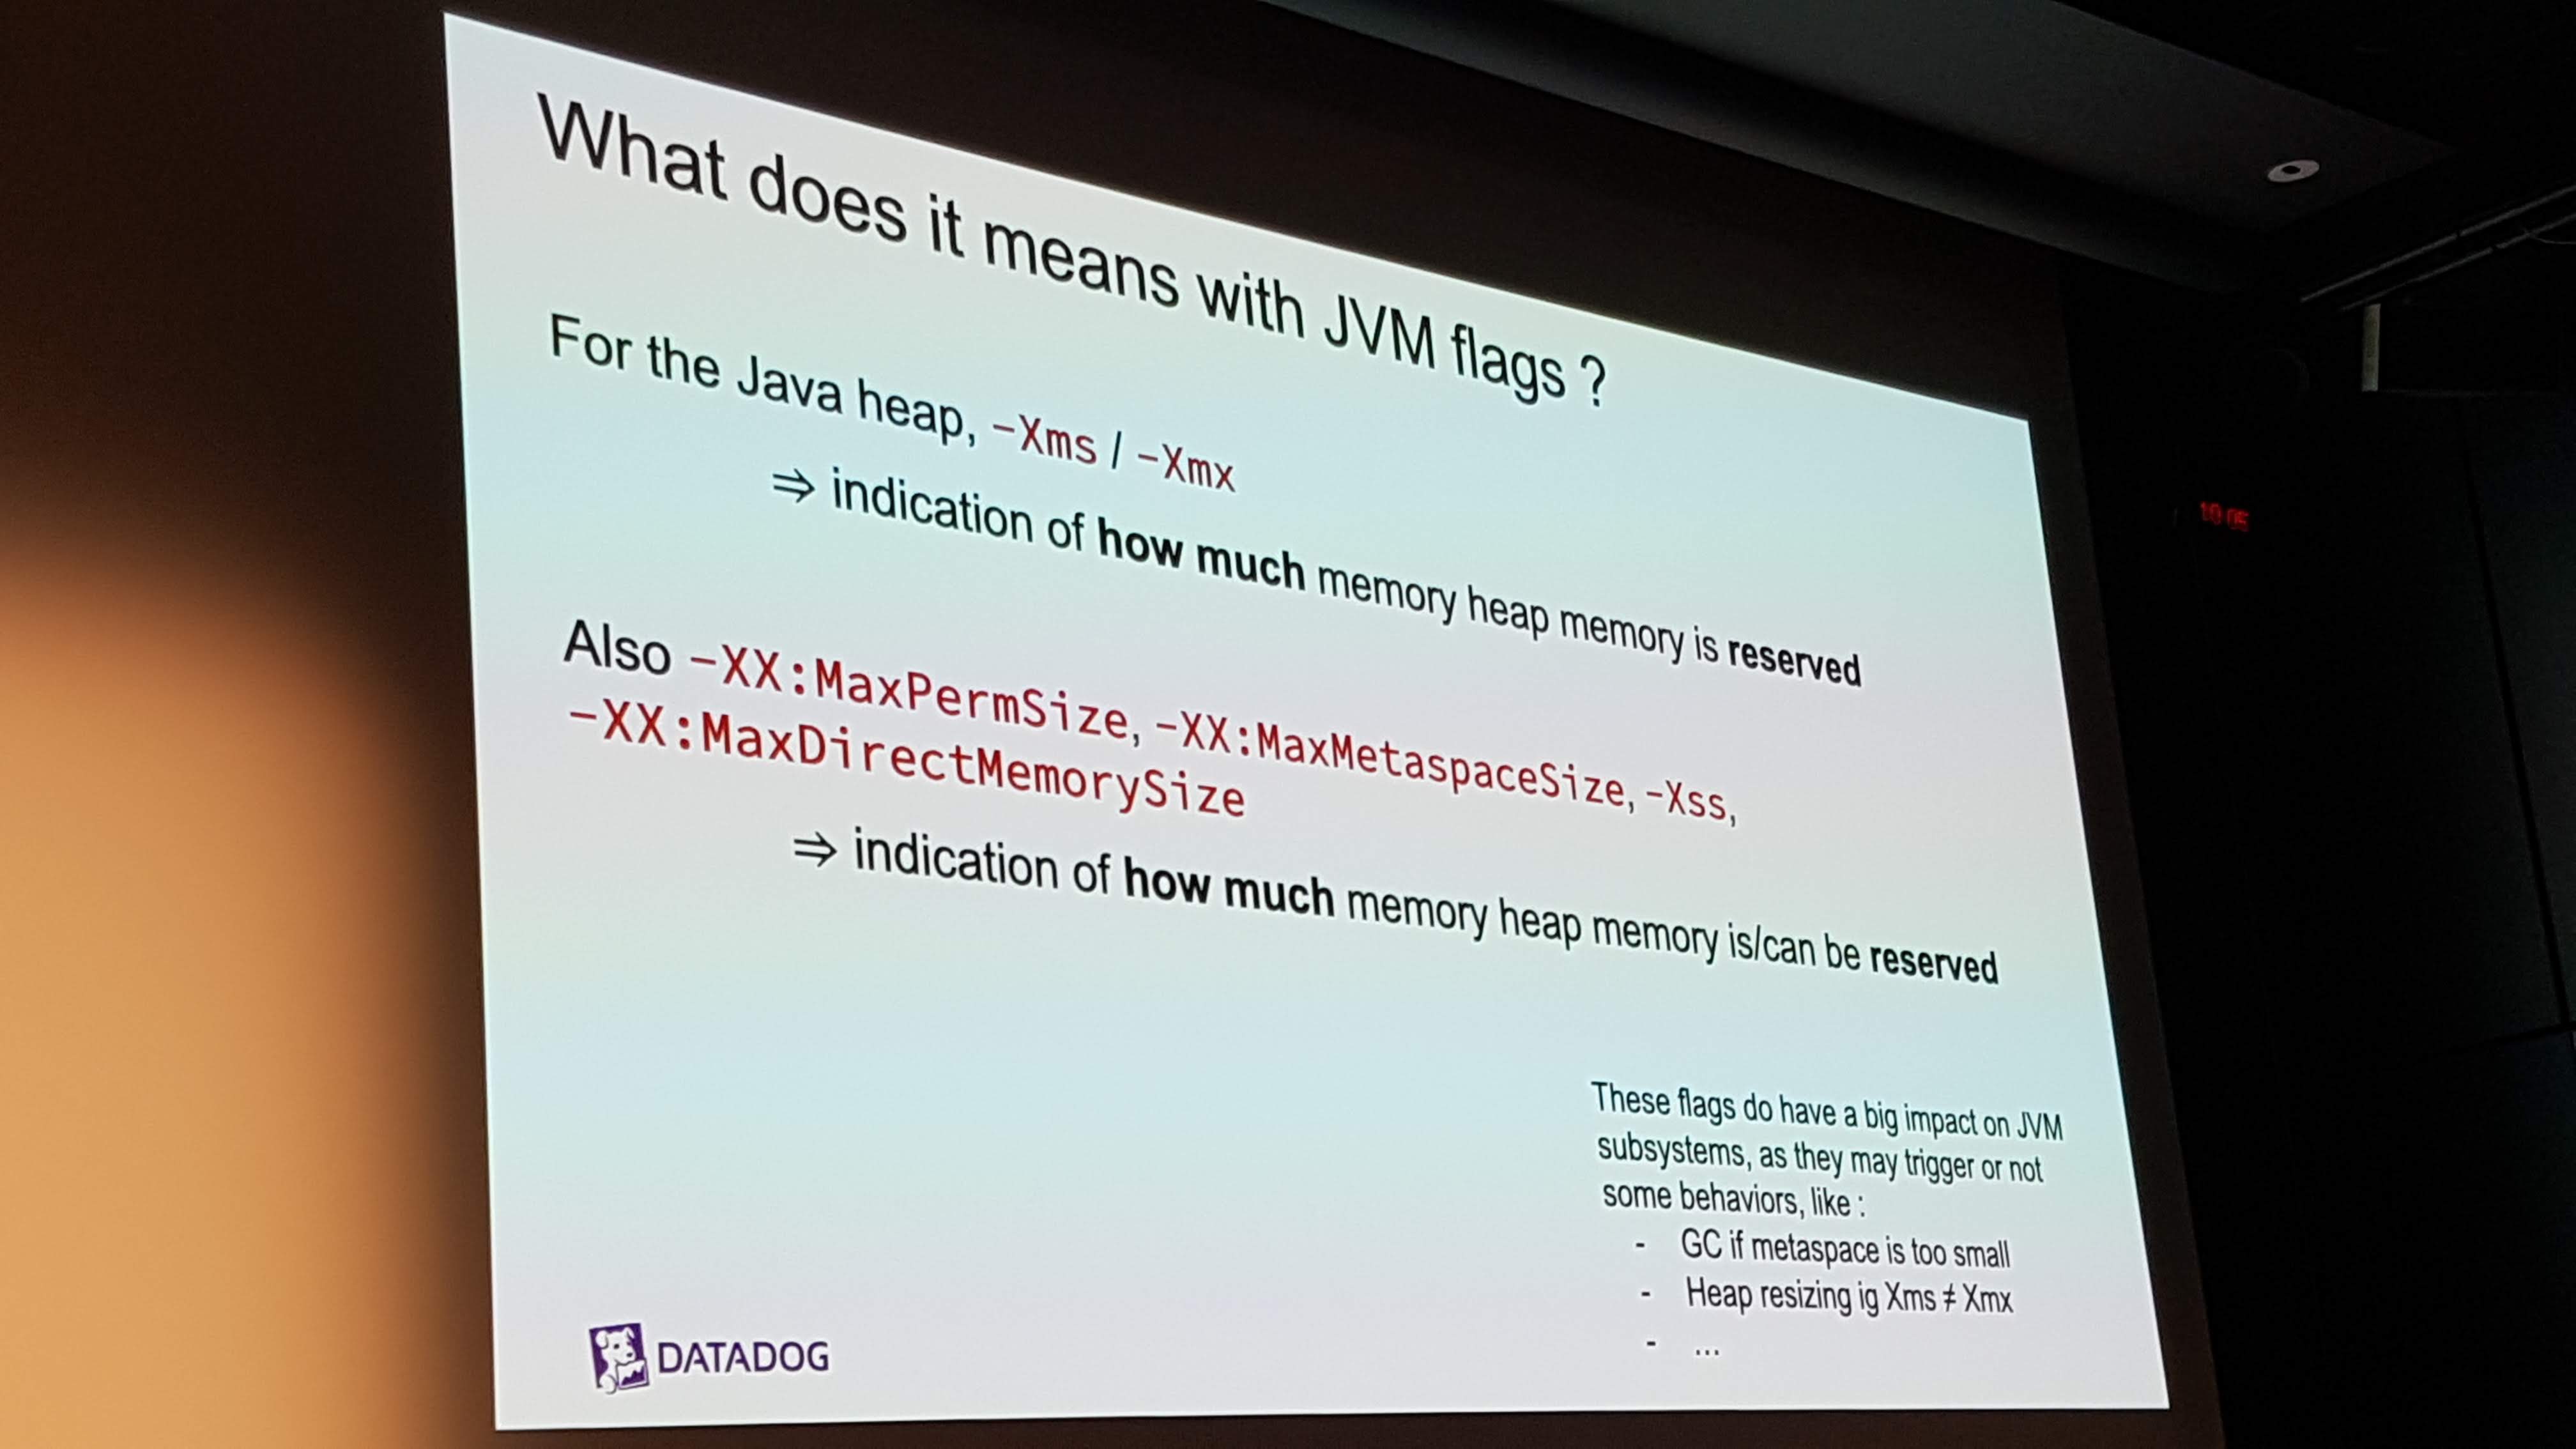 What does it means with JVM flags ?
For the Java heap, -Xms / -Xmx
⇒ indication of how much memory heap memory is reserved
Also -XX:MaxPermSize, -XX:MaxMetaspaceSize, -Xss,
-XX:MaxDirectMemorySize
⇒ indication of how much memory heap memory is/can be reserved
These flags do have a big impact on JVM
subsystems, as they may trigger or not
some behaviors, like :
- GC if metaspace is too small
- Heap resizing ig Xms ≠ Xmx
- ...
DATADOG
10 05